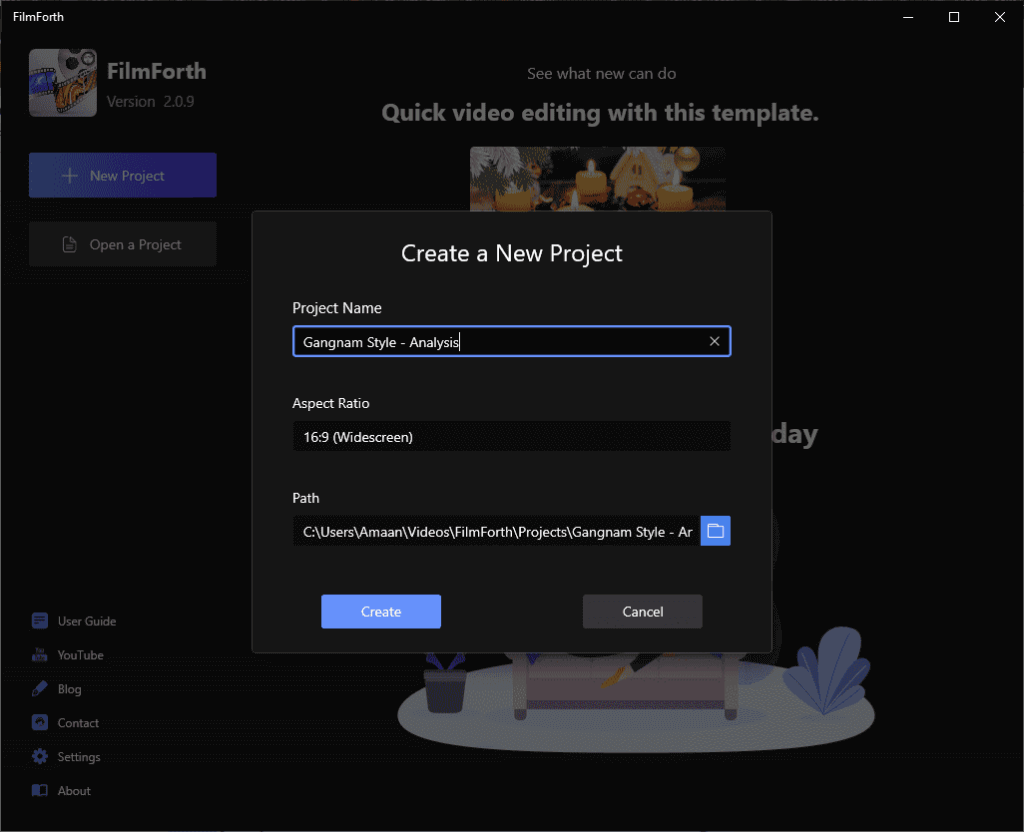 FilmForth
FilmForth
Version 2.0.9
See what new can do
Quick video editing with this template.
New Project
Open a Project
Create a New Project
Project Name
Gangnam Style - Analysis
Aspect Ratio
16:9 (Widescreen)
day
Path
C:\Users\Amaan\Videos\FilmForth\Projects\Gangnam Style - Ar
Create
Cancel
User Guide
YouTube
Blog
Contact
Settings
About